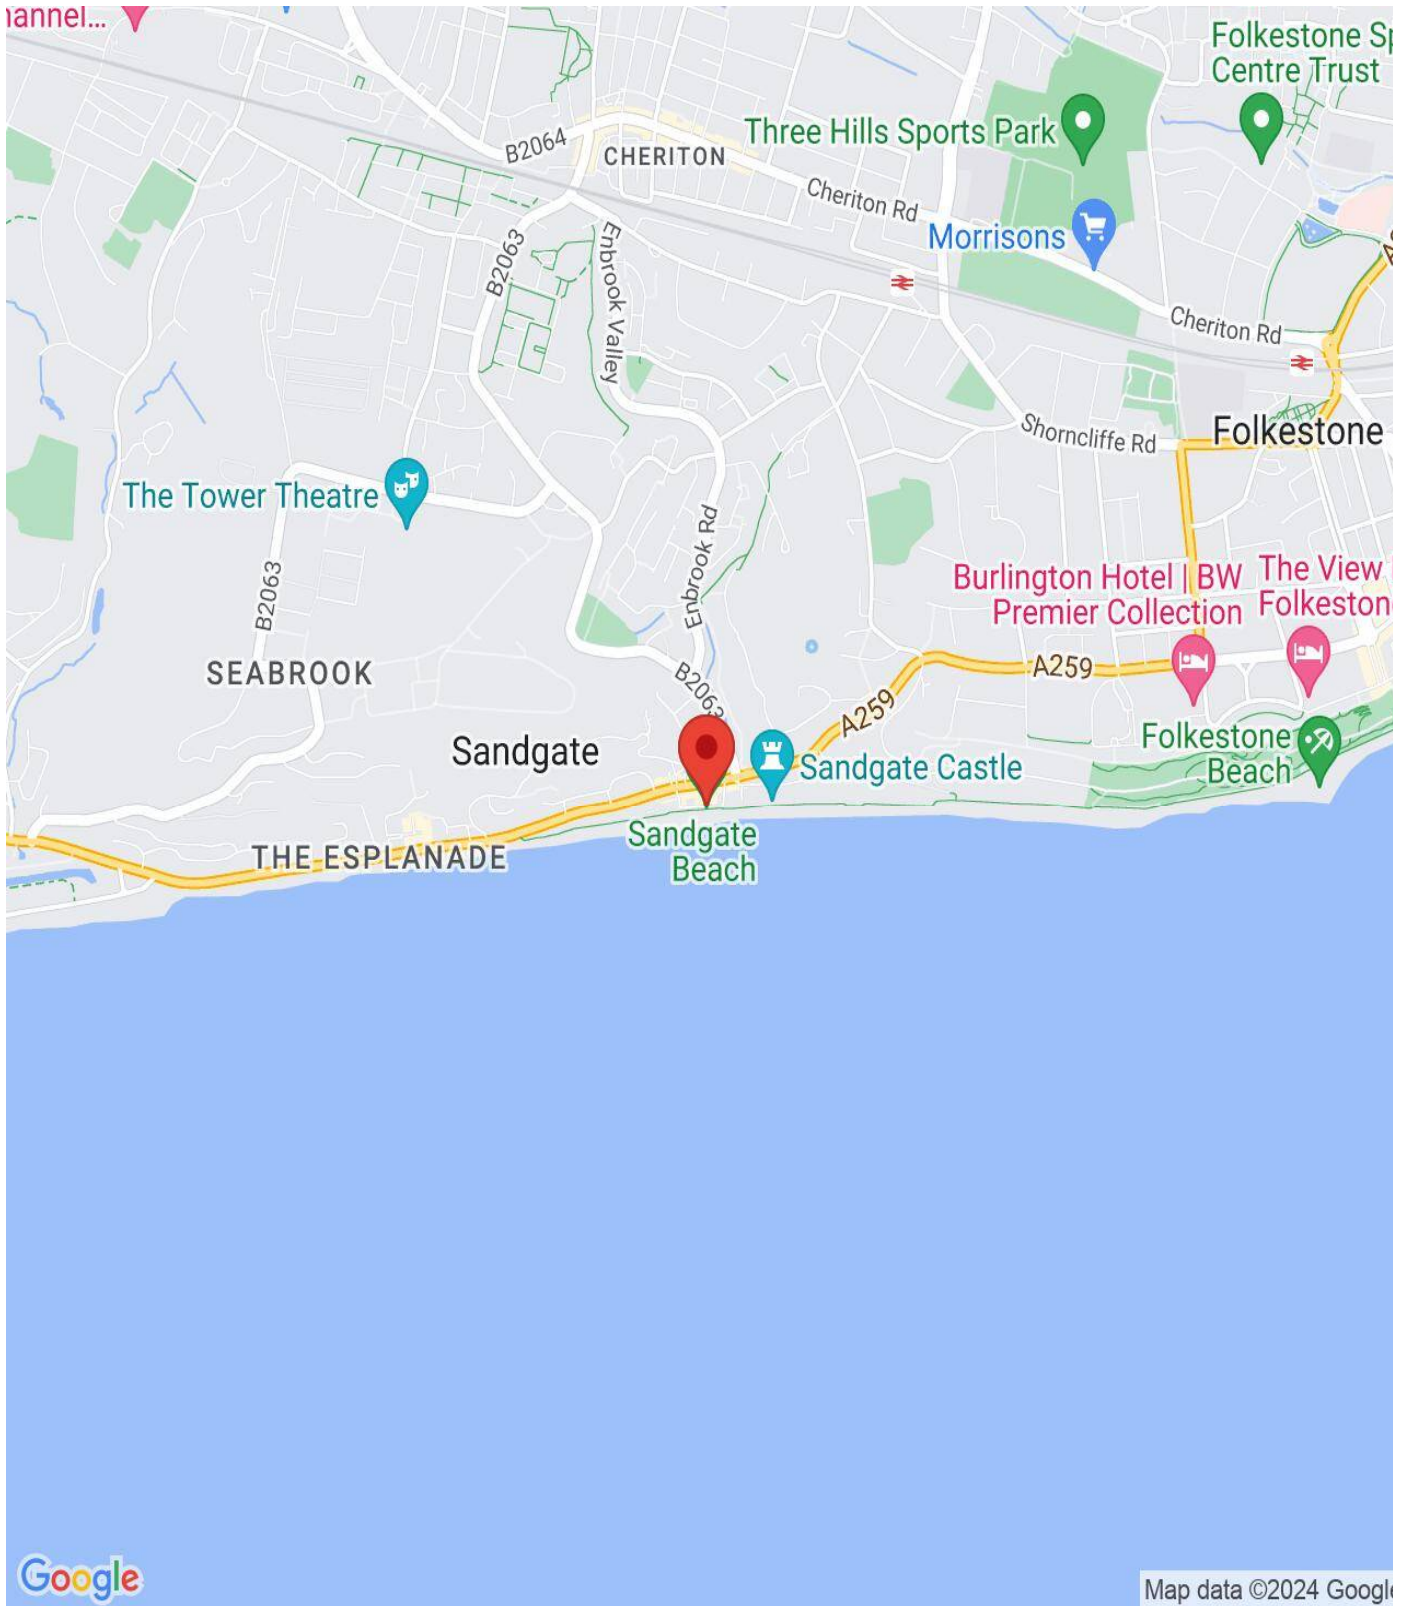 hannel...
Folkestone Sp
Centre Trust
Three Hills Sports Park
B2064
CHERITON
Cheriton Rd
Morrisons
B2063
Enbrook Valley
Cheriton Rd
Shorncliffe Rd
Folkestone
The Tower Theatre
Enbrook Rd
B2063
Burlington Hotel | BW
Premier Collection
The View
Folkeston
SEABROOK
A259
B2063
A259
Sandgate
Folkestone
Beach
Sandgate Castle
Sandgate
Beach
THE ESPLANADE
Google
Map data ©2024 Google